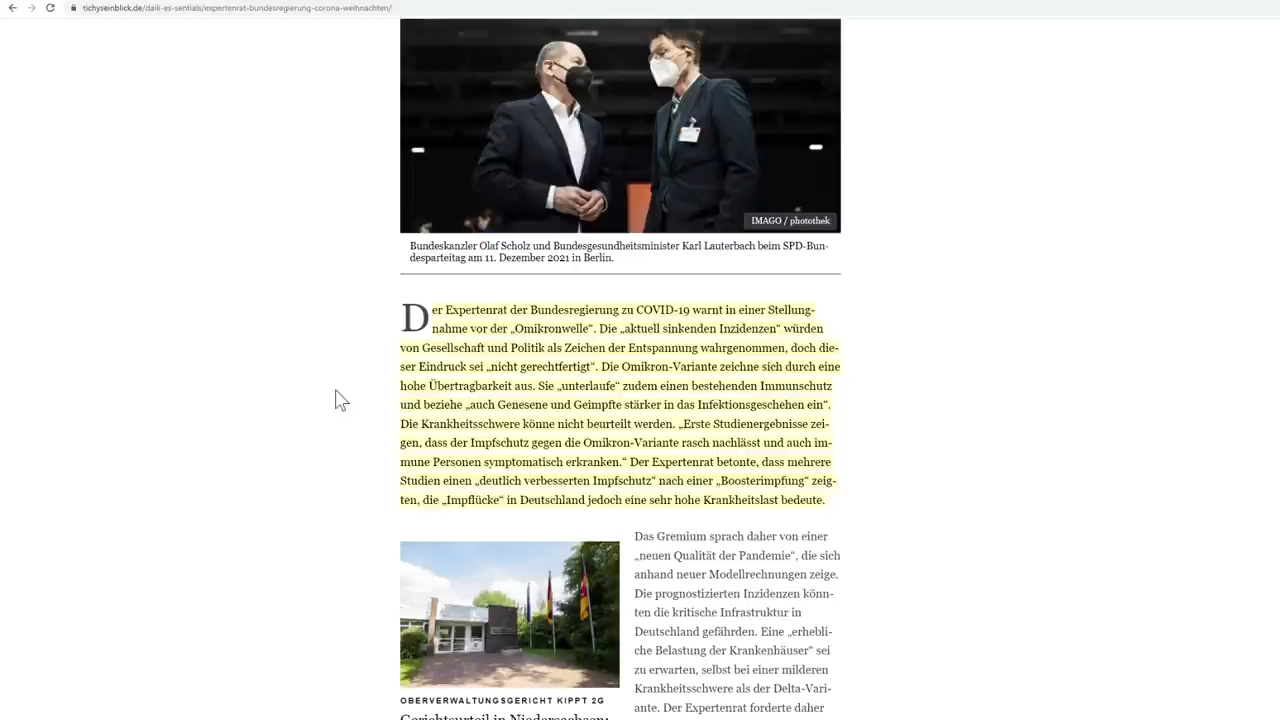 tichyseinblick.de/daili-es-sentials/expertenrat-bundesregierung-corona-weihnachten/
IMAGO / photothek
Bundeskanzler Olaf Scholz und Bundesgesundheitsminister Karl Lauterbach beim SPD-Bun-
desparteitag am 11. Dezember 2021 in Berlin.
Der Expertenrat der Bundesregierung zu COVID-19 warnt in einer Stellung-
nahme vor der „Omikronwelle“. Die „aktuell sinkenden Inzidenzen“ würden
von Gesellschaft und Politik als Zeichen der Entspannung wahrgenommen, doch die-
ser Eindruck sei „nicht gerechtfertigt“. Die Omikron-Variante zeichne sich durch eine
hohe Übertragbarkeit aus. Sie „unterlaufe“ zudem einen bestehenden Immunschutz
und beziehe „auch Genesene und Geimpfte stärker in das Infektionsgeschehen ein“.
Die Krankheitsschwere könne nicht beurteilt werden. „Erste Studienergebnisse zei-
gen, dass der Impfschutz gegen die Omikron-Variante rasch nachlässt und auch im-
mune Personen symptomatisch erkranken.“ Der Expertenrat betonte, dass mehrere
Studien einen „deutlich verbesserten Impfschutz“ nach einer „Boosterimpfung“ zeig-
ten, die „Impflücke“ in Deutschland jedoch eine sehr hohe Krankheitslast bedeute.
Das Gremium sprach daher von einer
„neuen Qualität der Pandemie“, die sich
anhand neuer Modellrechnungen zeige.
Die prognostizierten Inzidenzen könn-
ten die kritische Infrastruktur in
Deutschland gefährden. Eine „erhebli-
che Belastung der Krankenhäuser“ sei
zu erwarten, selbst bei einer milderen
Krankheitsschwere als der Delta-Vari-
ante. Der Expertenrat forderte daher
OBERVERWALTUNGSGERICHT KIPPT 2G
Gerichtsurteil in Niedersachsen: